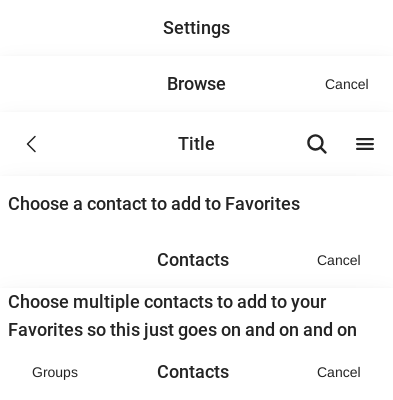 Settings
Browse Cancel
Title
Choose a contact to add to Favorites
Contacts Cancel
Choose multiple contacts to add to your
Favorites so this just goes on and on and on
Groups Contacts Cancel